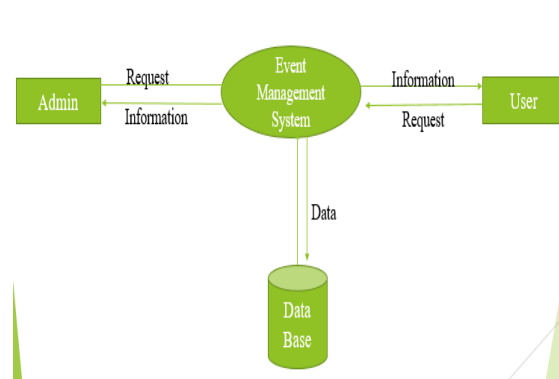 Event
Management
System
Request
Information
Admin
User
Information
Request
Data
Data
Base